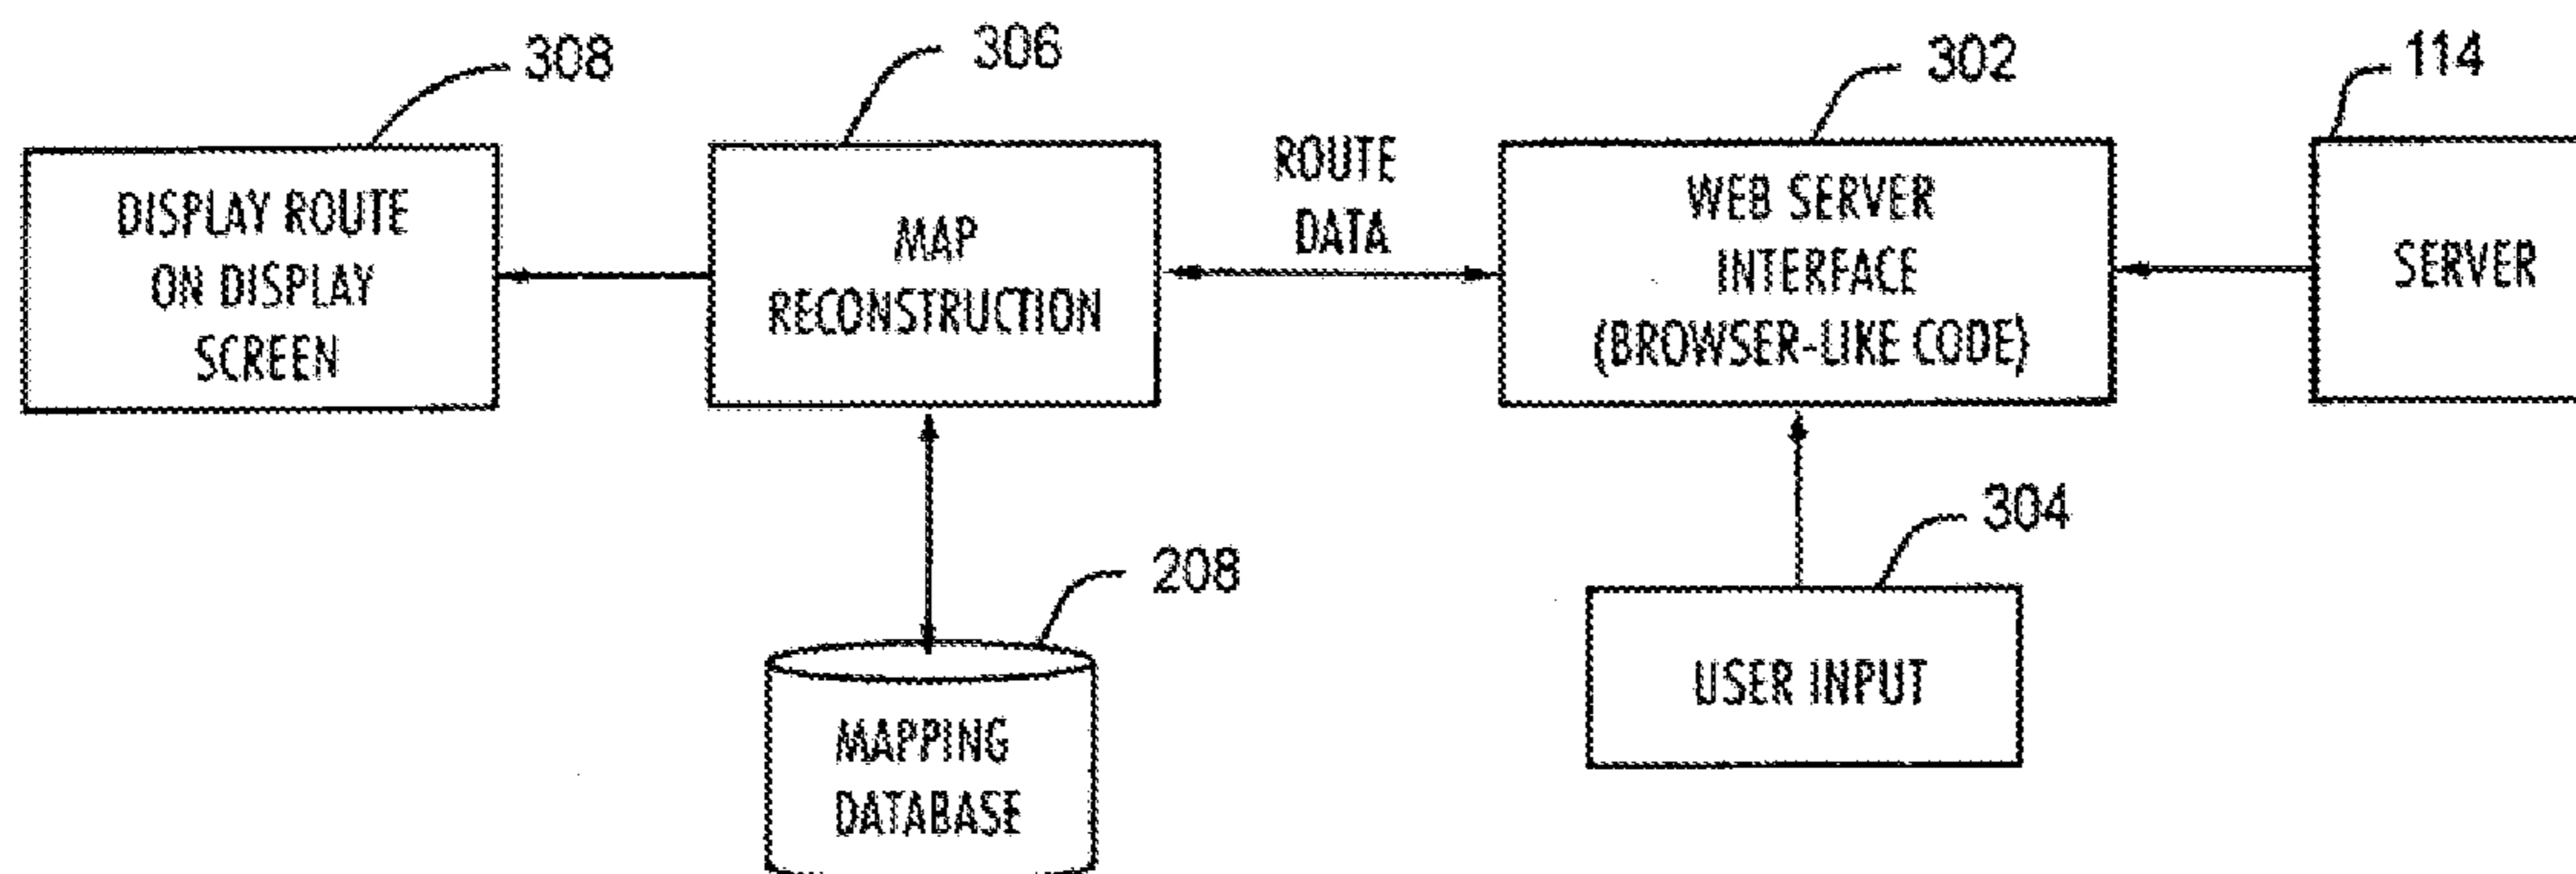 308
306
302
114
DISPLAY ROUTE
ON DISPLAY
SCREEN
MAP
RECONSTRUCTION
ROUTE
DATA
WEB SERVER
INTERFACE
(BROWSER-LIKE CODE)
SERVER
208
MAPPING
DATABASE
304
USER INPUT